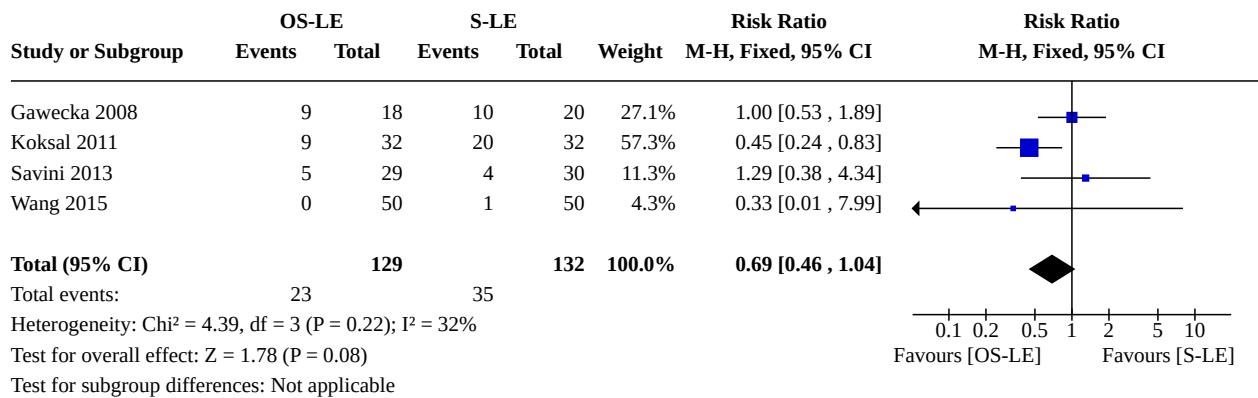 OS-LE S-LE Risk Ratio Risk Ratio
Study or Subgroup Events Total Events Total Weight M-H, Fixed, 95% CI M-H, Fixed, 95% CI
Gawecka 2008 9 18 10 20 27.1% 1.00 [0.53 , 1.89]
Koksal 2011 9 32 20 32 57.3% 0.45 [0.24 , 0.83]
Savini 2013 5 29 4 30 11.3% 1.29 [0.38 , 4.34]
Wang 2015 0 50 1 50 4.3% 0.33 [0.01 , 7.99]
Total (95% CI) 129 132 100.0% 0.69 [0.46 , 1.04]
Total events: 23 35
Heterogeneity: Chi² = 4.39, df = 3 (P = 0.22); I² = 32%
0.1 0.2 0.5 1 2 5 10
Test for overall effect: Z = 1.78 (P = 0.08) Favours [OS-LE] Favours [S-LE]
Test for subgroup differences: Not applicable